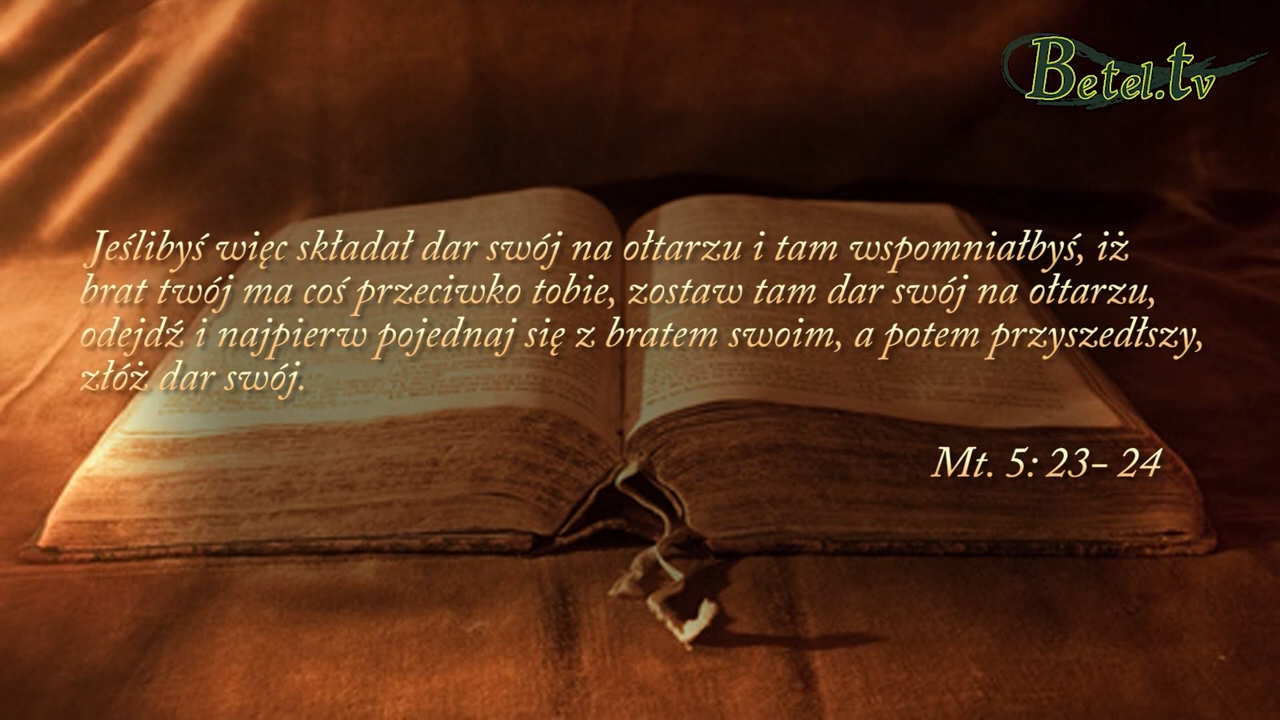 Betel.tv
Jeślibyś więc składał dar swój na ołtarzu i tam wspomniałbyś, iż
brat twój ma coś przeciwko tobie, zostaw tam dar swój na ołtarzu,
odejdź i najpierw pojednaj się z bratem swoim, a potem przyszedłszy,
złóż dar swój.
Mt. 5: 23- 24